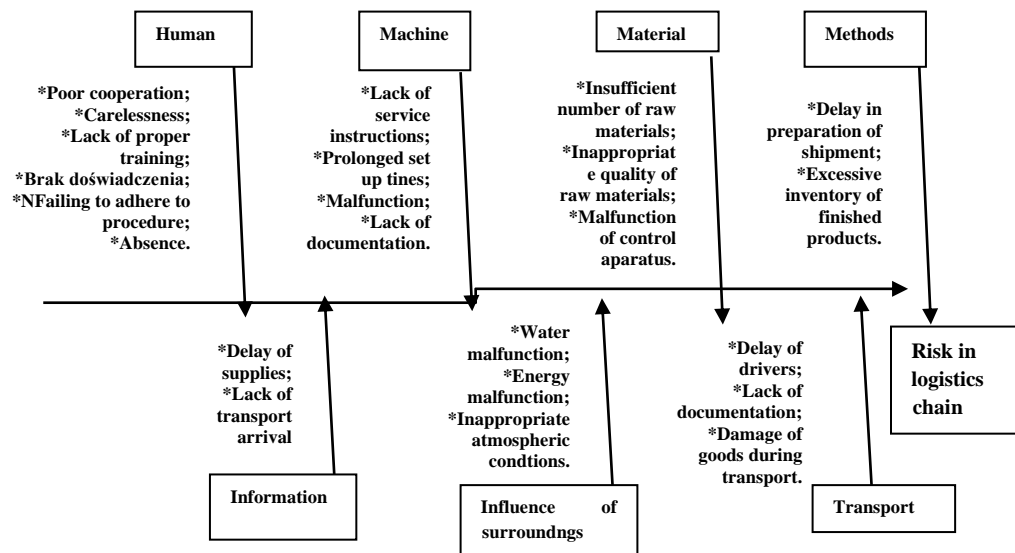 Human
Machine
Material
Methods
*Poor cooperation;
*Carelessness;
*Lack of proper
training;
*Brak doświadczenia;
*NFailing to adhere to
procedure;
*Absence.
*Lack of
service
instructions;
*Prolonged set
up tines;
*Malfunction;
*Lack of
documentation.
*Insufficient
number of raw
materials;
*Inappropriat
e quality of
raw materials;
*Malfunction
of control
aparatus.
*Delay in
preparation of
shipment;
*Excessive
inventory of
finished
products.
*Delay of
supplies;
*Lack of
transport
arrival
*Water
malfunction;
*Energy
malfunction;
*Inappropriate
atmospheric
condtions.
*Delay of
drivers;
*Lack of
documentation;
*Damage of
goods during
transport.
Risk in
logistics
chain
Information
Influence of
surroundngs
Transport